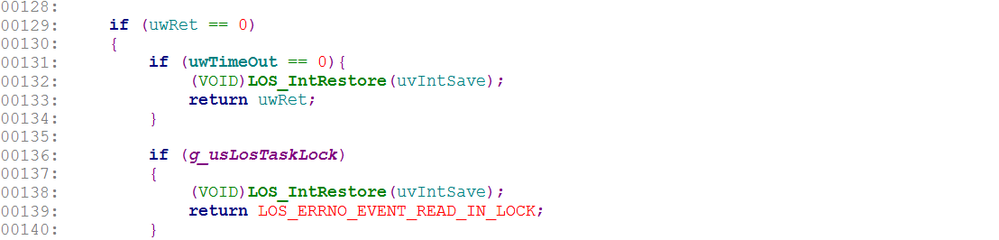 00128:
00129:     if (uwRet == 0)
00130:     {
00131:         if (uwTimeOut == 0){
00132:             (VOID)LOS_IntRestore(uvIntSave);
00133:             return uwRet;
00134:         }
00135:
00136:         if (g_usLosTaskLock)
00137:         {
00138:             (VOID)LOS_IntRestore(uvIntSave);
00139:             return LOS_ERRNO_EVENT_READ_IN_LOCK;
00140:         }